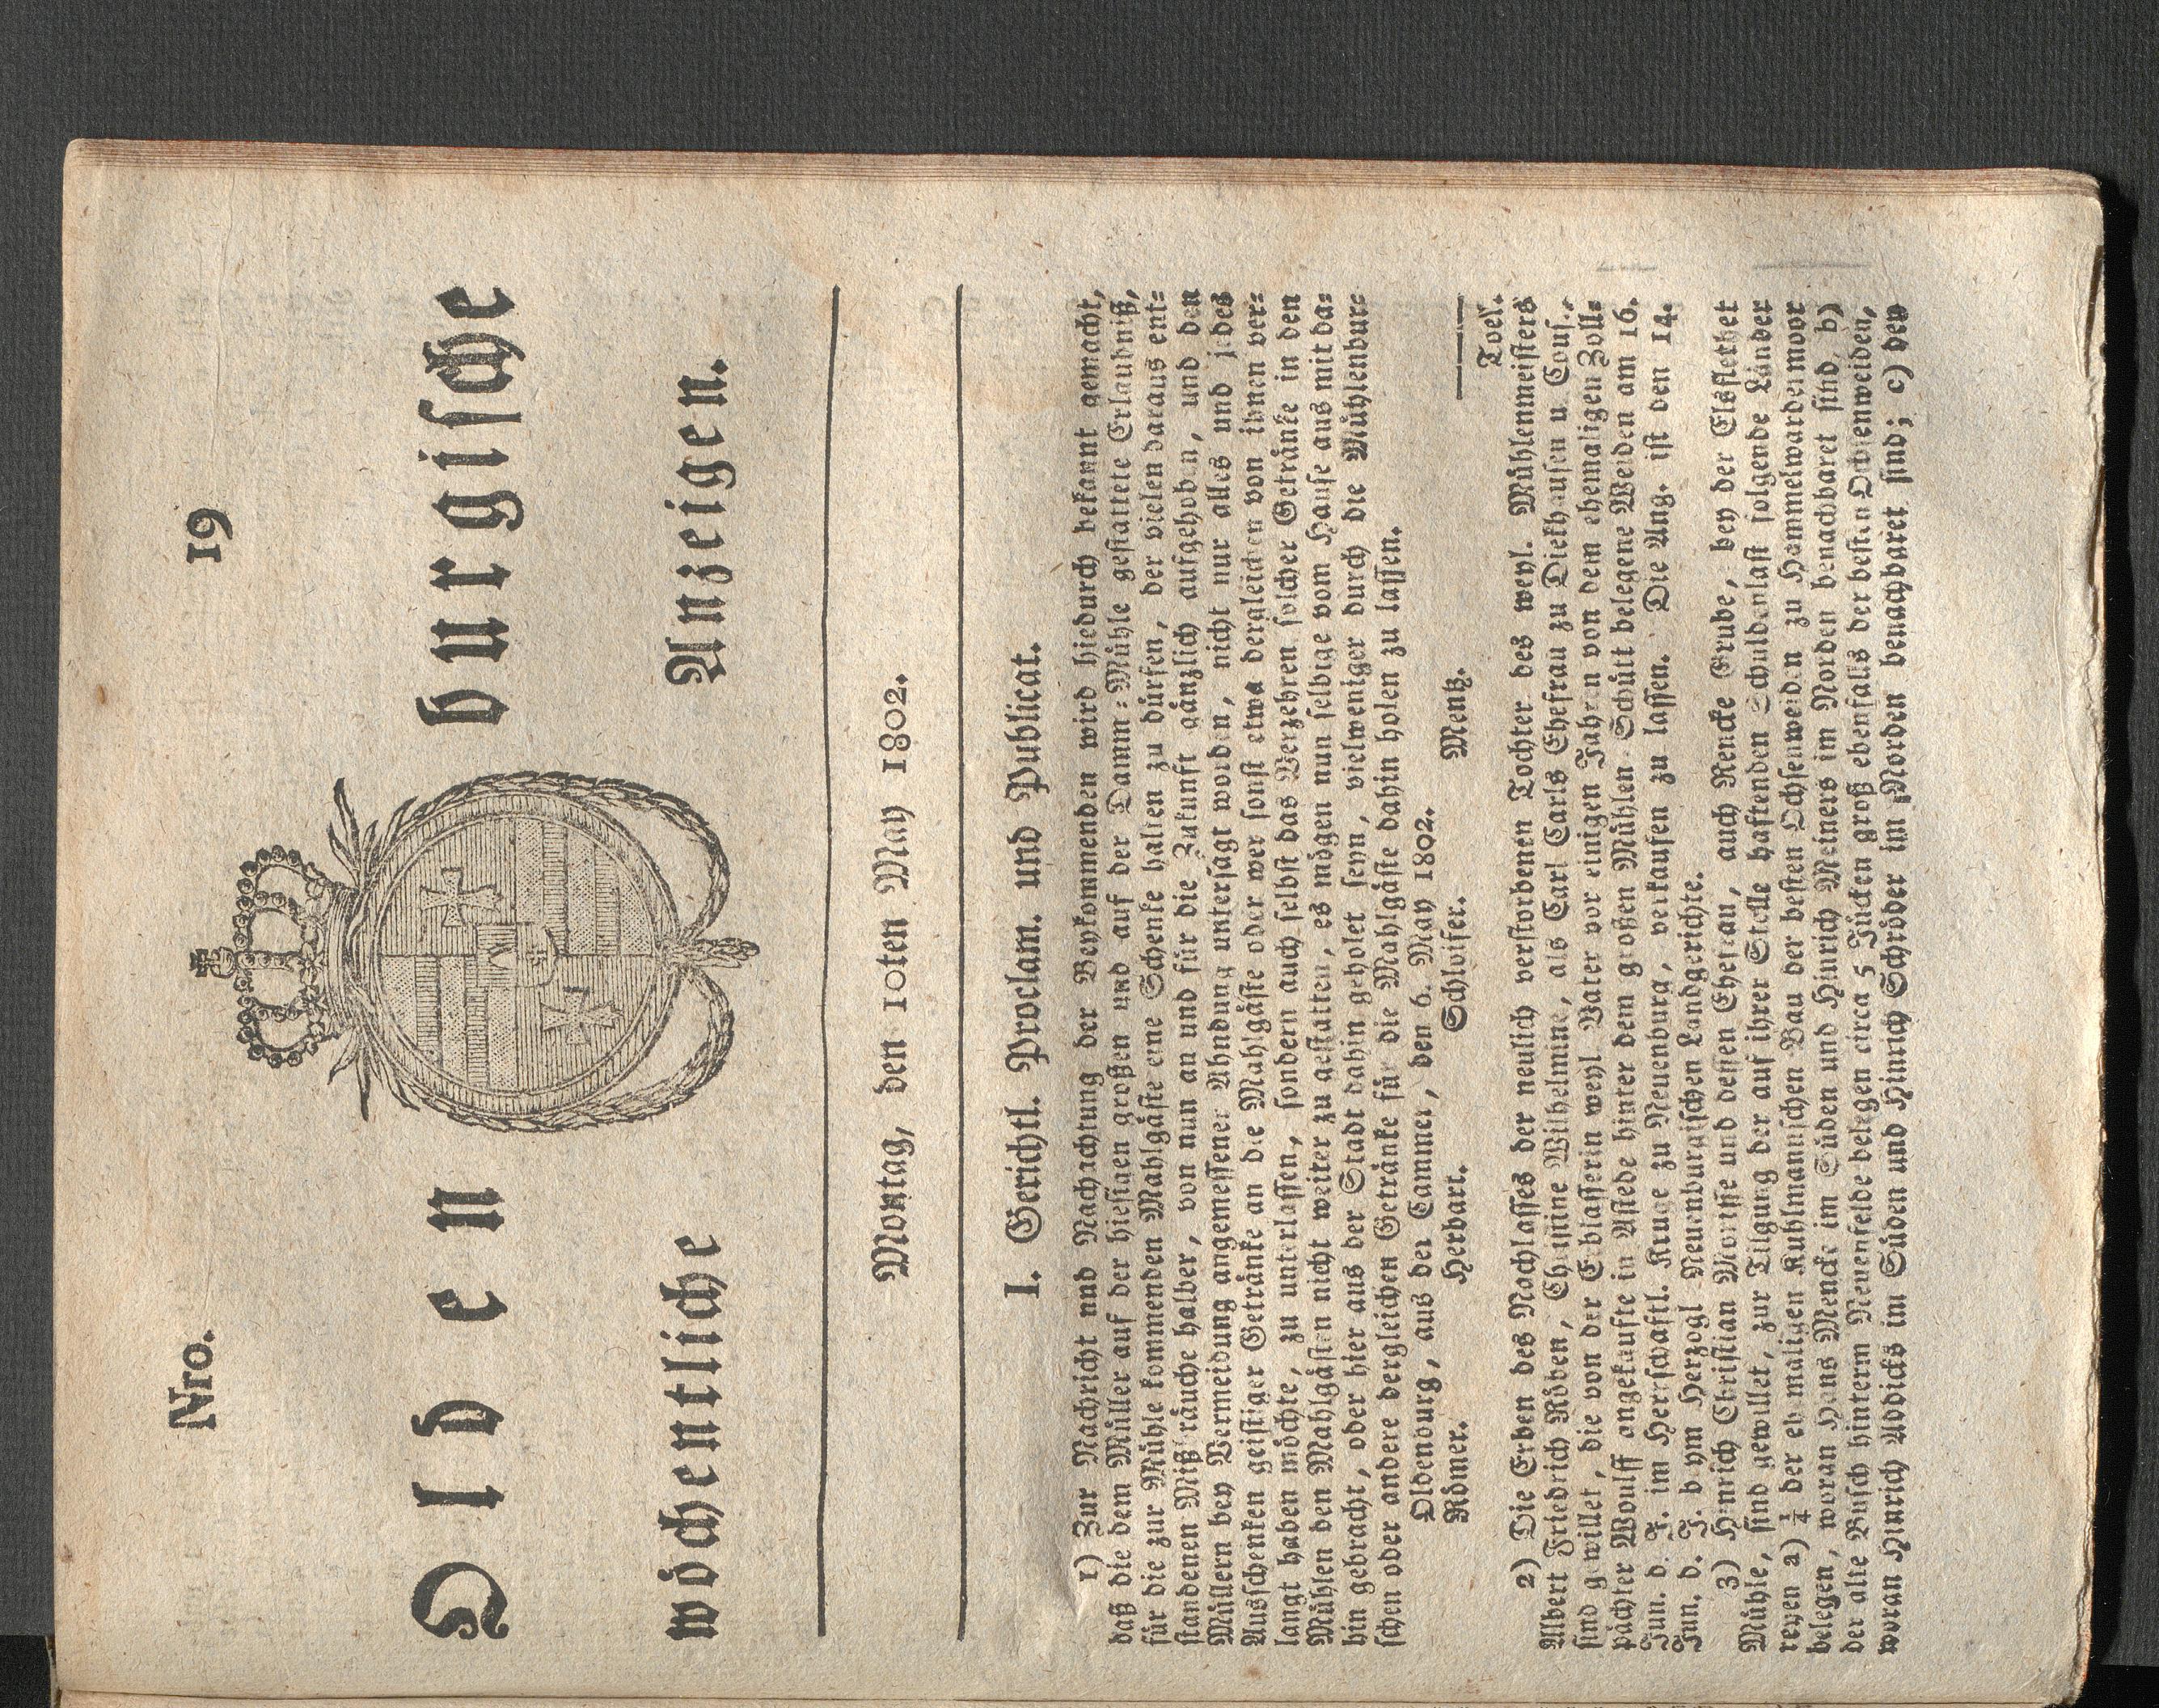 Nro. 19
Olden burgische
wöchentliche Anzeigen.
Montag, den 10ten May 1802.
I. Gerichtl. Proclam. und Publicat.
1) Zur Nachricht und Nachachtung der Beykommenden wird hiedurch bekannt gemacht,
daß die dem Müller auf der hiesigen großen und auf der Damm-Mühle gestattete Erlaubniß,
für die zur Mühle kommenden Mahlgäste eine Schenke halten zu dürfen, der vielen daraus ent-
standenen Mißbräuche halber, von nun an und für die Zukunft gänzlich aufgehoben, und den
Müllern bey Vermeidung angemessener Ahndung untersagt worden, nicht nur alles und jedes
Ausschenken geistiger Getränke an die Mahlgäste oder wer sonst etwa dergleichen von ihnen ver-
langt haben möchte, zu unterlassen, sondern auch selbst das Verzehren solcher Getränke in den
Mühlen den Mahlgästen nicht weiter zu gestatten, es mögen nun selbige vom Hause aus mit da-
hin gebracht, oder hier aus der Stadt dahin geholet seyn, vielweniger durch die Mühlenbur-
schen oder andere dergleichen Getränke für die Mahlgäste dahin holen zu lassen.
Oldenburg, aus der Cammer, den 6. May 1802.
Römer. Herbart. Schloifer. Mentz.
Toel.
2) Die Erben des Nachlasses der neulich verstorbenen Tochter des weyl. Mühlenmeisters
Albert Friedrich Röben, Christine Wilhelmine, als Carl Carls Ehefrau zu Diekhausen u Cons.,
sind gewillet, die von der Erblasserin weyl. Vater vor einigen Jahren von dem ehemaligen Zoll-
pächter Woulff angekaufte in Astede hinter dem großen Mühlen-Schütt belegene Weiden am 16.
Jun. d. J. im Herrschaftl. Kruge zu Neuenburg, verkaufen zu lassen. Die Ang. ist den 14.
Jun. d. J. beym Herzogl Neuenburgischen Landgerichte.
3) Hinrich Christian Mortsse und dessen Ehefrau, auch Rencke Grube, bey der Elsflether
Mühle, sind gewillet, zur Tilgung der auf ihrer Stelle haftenden Schuldenlast folgende Länder
reyen a) ¼ der ehmaligen Kuhlmannschen Bau der besten Ochsenweiden zu Hammelwardermoor
belegen, woran Hans Mencke im Süden und Hinrich Meiners im Norden benachbaret sind, b)
der alte Busch hinterm Neuenfelde belegen circa 5 Jücken groß ebenfalls der besten Ochsenweiden,
woran Hinrich Addicks im Süden und Hinrich Schröder im Norden benachbaret sind; c) den